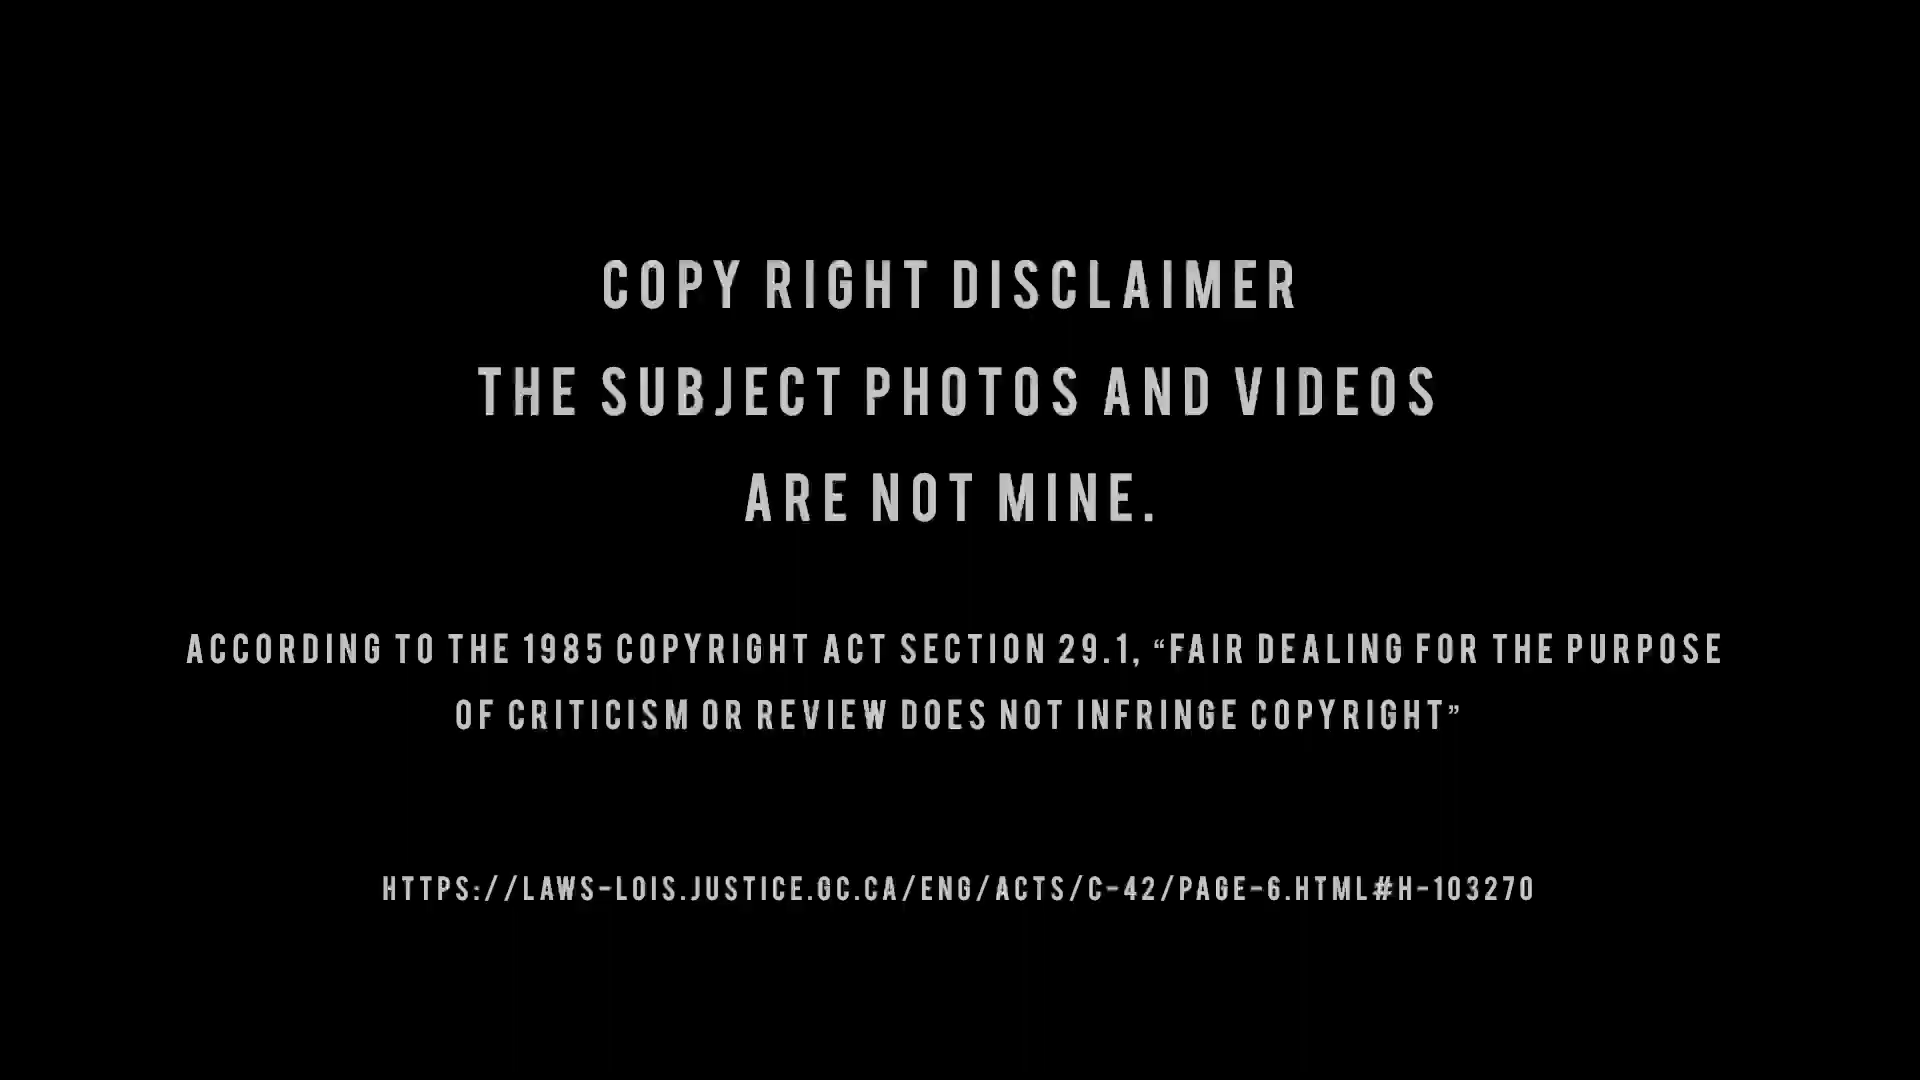 COPY RIGHT DISCLAIMER
THE SUBJECT PHOTOS AND VIDEOS
ARE NOT MINE.
ACCORDING TO THE 1985 COPYRIGHT ACT SECTION 29.1, “FAIR DEALING FOR THE PURPOSE
OF CRITICISM OR REVIEW DOES NOT INFRINGE COPYRIGHT”
HTTPS://LAWS-LOIS.JUSTICE.GC.CA/ENG/ACTS/C-42/PAGE-6.HTML#H-103270